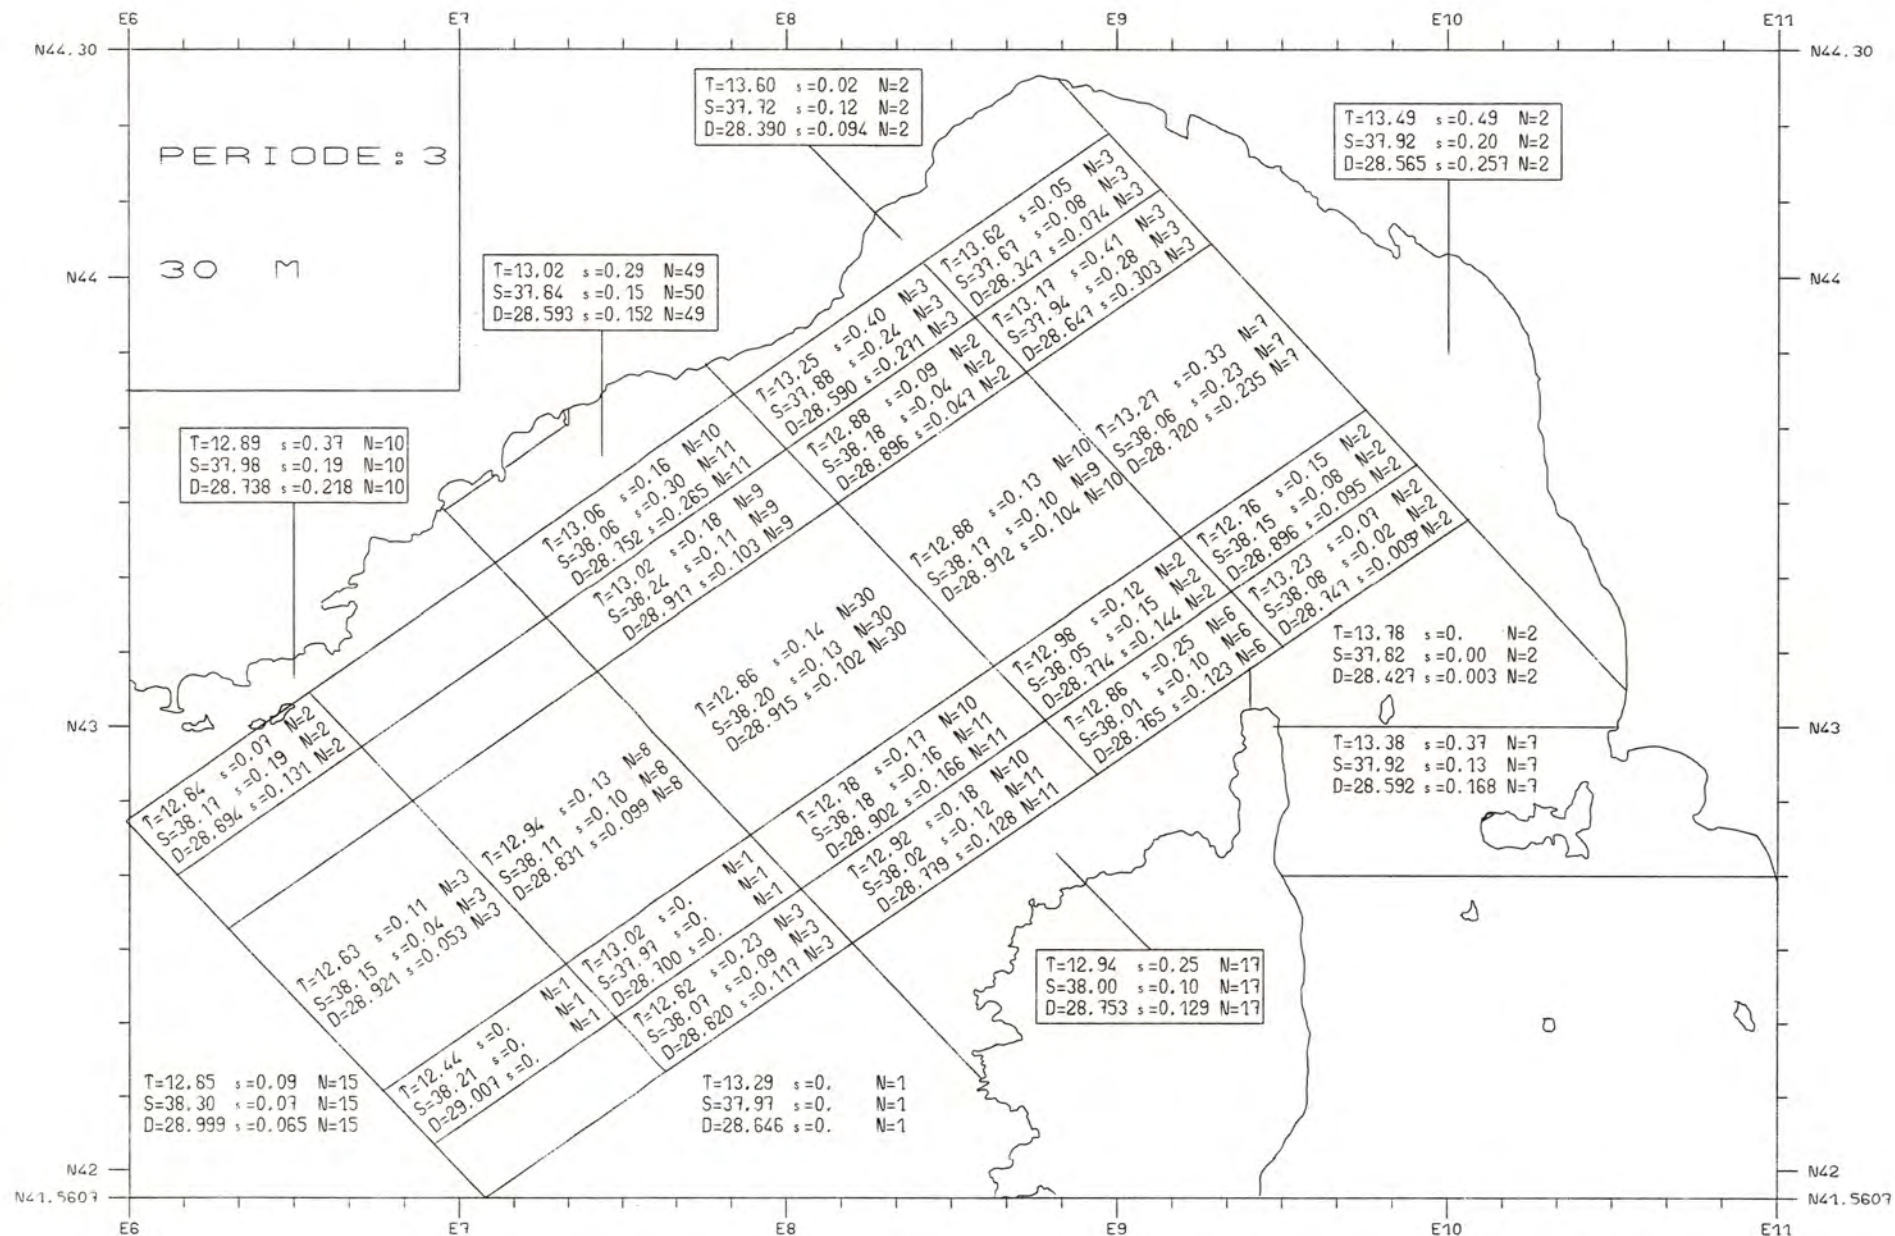 E6 E7 E8 E9 E10 E11
N44.30 N44.30
PERIODE: 3
30 M
T=13.60 s=0.02 N=2
S=37.72 s=0.12 N=2
D=28.390 s=0.094 N=2
T=13.49 s=0.49 N=2
S=37.92 s=0.20 N=2
D=28.565 s=0.257 N=2
T=13.02 s=0.29 N=49
S=37.84 s=0.15 N=50
D=28.593 s=0.152 N=49
N44 N44
T=12.89 s=0.37 N=10
S=37.98 s=0.19 N=10
D=28.738 s=0.218 N=10
T=13.62 s=0.05 N=3
S=37.67 s=0.08 N=3
D=28.347 s=0.074 N=3
T=13.17 s=0.41 N=3
S=37.94 s=0.28 N=3
D=28.647 s=0.303 N=3
T=13.25 s=0.40 N=3
S=37.88 s=0.24 N=3
D=28.590 s=0.271 N=3
T=12.88 s=0.09 N=2
S=38.18 s=0.04 N=2
D=28.896 s=0.047 N=2
T=13.27 s=0.33 N=7
S=38.06 s=0.23 N=7
D=28.720 s=0.235 N=7
T=13.06 s=0.16 N=10
S=38.06 s=0.30 N=11
D=28.752 s=0.265 N=11
T=13.02 s=0.18 N=9
S=38.24 s=0.11 N=9
D=28.917 s=0.103 N=9
T=12.88 s=0.13 N=10
S=38.17 s=0.10 N=9
D=28.912 s=0.104 N=10
T=12.76 s=0.15 N=2
S=38.15 s=0.08 N=2
D=28.896 s=0.095 N=2
T=13.23 s=0.07 N=2
S=38.08 s=0.02 N=2
D=28.747 N=2
T=12.86 s=0.14 N=30
S=38.20 s=0.13 N=30
D=28.915 s=0.102 N=30
T=12.98 s=0.12 N=2
S=38.05 s=0.15 N=2
D=28.774 s=0.144 N=2
T=12.86 s=0.25 N=6
S=38.01 s=0.10 N=6
D=28.765 s=0.123 N=6
T=13.78 s=0. N=2
S=37.82 s=0.00 N=2
D=28.427 s=0.003 N=2
N43 N43
T=13.38 s=0.37 N=7
S=37.92 s=0.13 N=7
D=28.592 s=0.168 N=7
T=12.64 s=0.07 N=2
S=38.17 s=0.19 N=2
D=28.894 s=0.131 N=2
T=12.94 s=0.13 N=8
S=38.11 s=0.10 N=8
D=28.831 s=0.099 N=8
T=12.78 s=0.17 N=10
S=38.18 s=0.16 N=11
D=28.902 s=0.166 N=11
T=12.92 s=0.18 N=10
S=38.02 s=0.12 N=11
D=28.779 s=0.128 N=11
T=12.63 s=0.11 N=3
S=38.15 s=0.04 N=3
D=28.921 s=0.053 N=3
T=13.02 s=0. N=1
S=37.97 s=0. N=1
D=28.700 s=0. N=1
T=12.62 s=0.23 N=3
S=38.07 s=0.09 N=3
D=28.820 s=0.117 N=3
T=12.94 s=0.25 N=17
S=38.00 s=0.10 N=17
D=28.753 s=0.129 N=17
T=12.44 s=0. N=1
S=38.21 s=0. N=1
D=29.007 s=0. N=1
T=12.85 s=0.09 N=15
S=38.30 s=0.07 N=15
D=28.999 s=0.065 N=15
T=13.29 s=0. N=1
S=37.97 s=0. N=1
D=28.646 s=0. N=1
N42 N42
N41.5607 N41.5607
E6 E7 E8 E9 E10 E11